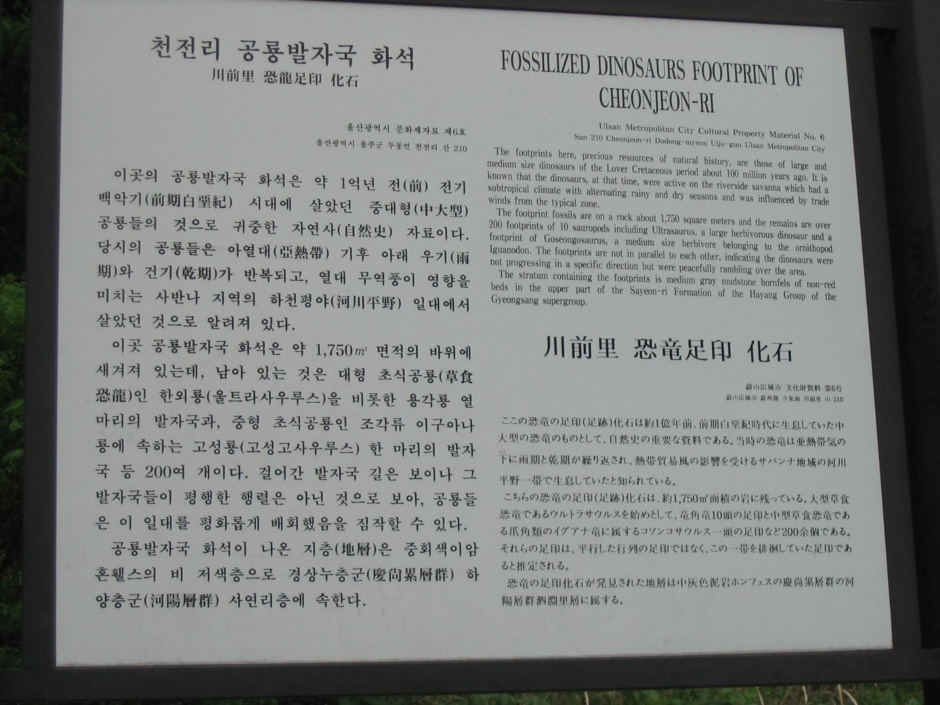 천전리 공룡발자국 화석
川前里 恐龍足印 化石
울산광역시 문화재자료 제6호
울산광역시 울주군 두동면 천전리 산 210
이곳의 공룡발자국 화석은 약 1억년 전(前) 전기
백악기(前期白堊紀) 시대에 살았던 중대형(中大型)
공룡들의 것으로 귀중한 자연사(自然史) 자료이다.
당시의 공룡들은 아열대(亞熱帶) 기후 아래 우기(雨
期)와 건기(乾期)가 반복되고, 열대 무역풍이 영향을
미치는 사반나 지역의 하천평야(河川平野) 일대에서
살았던 것으로 알려져 있다.
이곳 공룡발자국 화석은 약 1,750㎡ 면적의 바위에
새겨져 있는데, 남아 있는 것은 대형 초식공룡(草食
恐龍)인 한외룡(울트라사우루스)을 비롯한 용각룡 열
마리의 발자국과, 중형 초식공룡인 조각류 이구아나
룡에 속하는 고성룡(고성고사우루스) 한 마리의 발자
국 등 200여 개이다. 걸어간 발자국 길은 보이나 그
발자국들이 평행한 행렬은 아닌 것으로 보아, 공룡들
은 이 일대를 평화롭게 배회했음을 짐작할 수 있다.
공룡발자국 화석이 나온 지층(地層)은 중회색이암
혼휄스의 비 저색층으로 경상누층군(慶尙累層群) 하
양층군(河陽層群) 사연리층에 속한다.
FOSSILIZED DINOSAURS FOOTPRINT OF
CHEONJEON-RI
Ulsan Metropolitan City Cultural Property Material No. 6
San 210 Cheonjeon-ri Dudong-myeon Ulju-gun Ulsan Metropolitan City
The footprints here, precious resources of natural history, are those of large and
medium size dinosaurs of the Lover Cretaceous period about 100 million years ago. It is
known that the dinosaurs, at that time, were active on the riverside savanna which had a
subtropical climate with alternating rainy and dry seasons and was influenced by trade
winds from the typical zone.
The footprint fossils are on a rock about 1,750 square meters and the remains are over
200 footprints of 10 sauropods including Ultrasaurus, a large herbivorous dinosaur and a
footprint of Goseongosaurus, a medium size herbivore belonging to the ornithopod
Iguanodon. The footprints are not in parallel to each other, indicating the dinosaurs were
not progressing in a specific direction but were peacefully rambling over the area.
The stratum containing the footprints is medium gray mudstone hornfels of non-red
beds in the upper part of the Sayeon-ri Formation of the Hayang Group of the
Gyeongsang supergroup.
川前里 恐竜足印 化石
蔚山広域市 文化財資料 第6号
蔚山広域市 蔚州郡 斗東面 川前里 山 210
ここの恐竜の足印(足跡)化石は約1億年前、前期白堊紀時代に生息していた中
大型の恐竜のものとして、自然史の重要な資料である。当時の恐竜は亜熱帯気の
下に雨期と乾期が繰り返され、熱帯貿易風の影響を受けるサバンナ地域の河川
平野一帯で生息していたと知られている。
こちらの恐竜の足印(足跡)化石は、約1,750㎡面積の岩に残っている。大型草食
恐竜であるウルトラサウルスを始めとして、竜角竜10頭の足印と中型草食恐竜であ
る爪角類のイグアナ竜に属するコソンコサウルス一頭の足印など200余個である。
それらの足印は、平行した行列の足印ではなく、この一帯を徘徊していた足印であ
ると推定される。
恐竜の足印化石が発見された地層は中灰色泥岩ホンフェスの慶尚累層群の河
陽層群泗淵里層に属する。